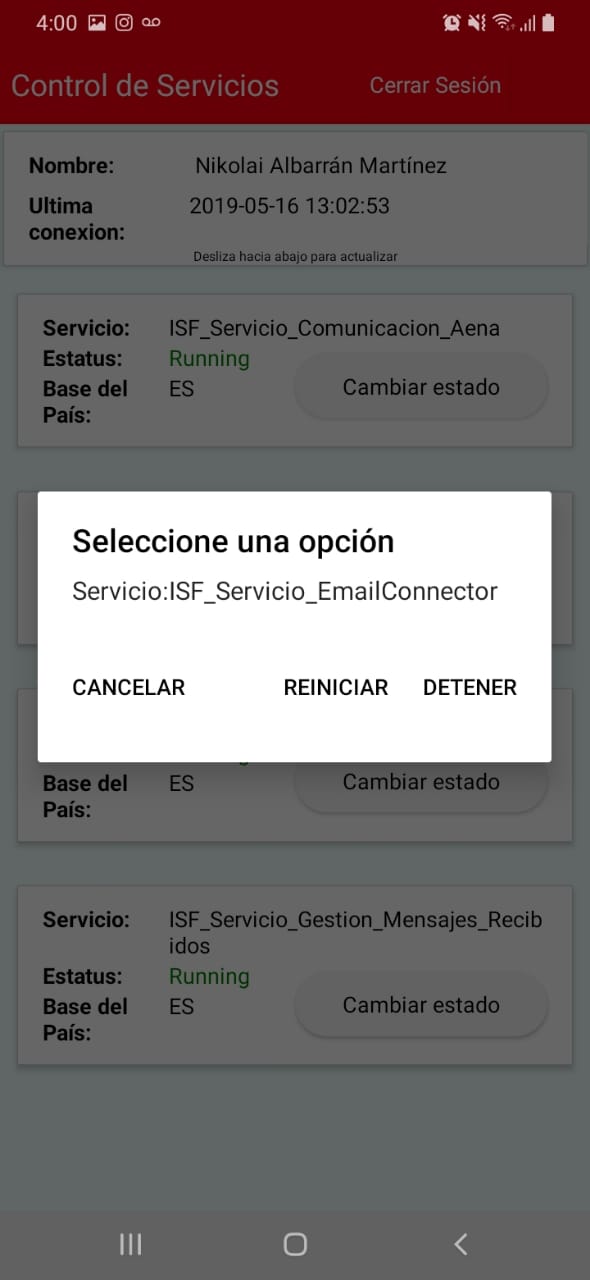 4:00
Control de Servicios
Cerrar Sesión
Nombre: Nikolai Albarrán Martínez
Ultima 2019-05-16 13:02:53
conexion:
Desliza hacia abajo para actualizar
Servicio: ISF_Servicio_Comunicacion_Aena
Estatus: Running
Base del ES Cambiar estado
País:
Seleccione una opción
Servicio:ISF_Servicio_EmailConnector
CANCELAR REINICIAR DETENER
Base del ES Cambiar estado
País:
Servicio: ISF_Servicio_Gestion_Mensajes_Recib
idos
Estatus: Running
Base del ES Cambiar estado
País: